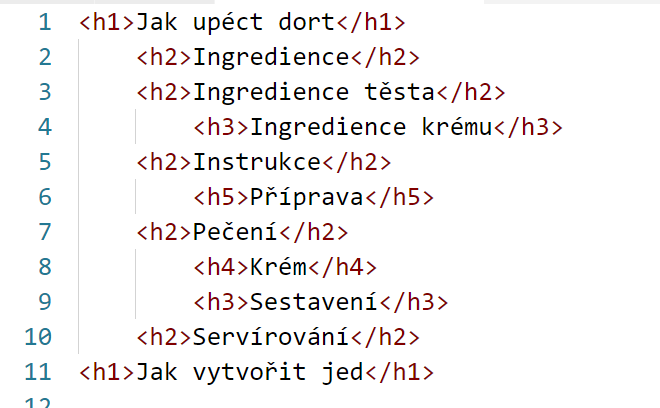 1 <h1>Jak upéct dort</h1>
2 <h2>Ingredience</h2>
3 <h2>Ingredience těsta</h2>
4 <h3>Ingredience krému</h3>
5 <h2>Instrukce</h2>
6 <h5>Příprava</h5>
7 <h2>Pečení</h2>
8 <h4>Krém</h4>
9 <h3>Sestavení</h3>
10 <h2>Servírování</h2>
11 <h1>Jak vytvořit jed</h1>
12